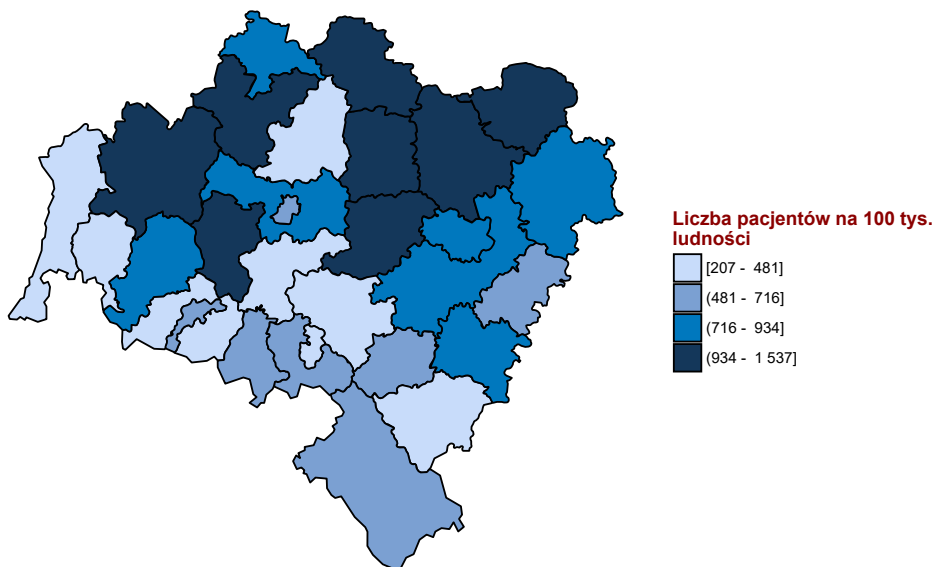 Liczba pacjentów na 100 tys.
ludności
[207 - 481]
(481 - 716]
(716 - 934]
(934 - 1 537]